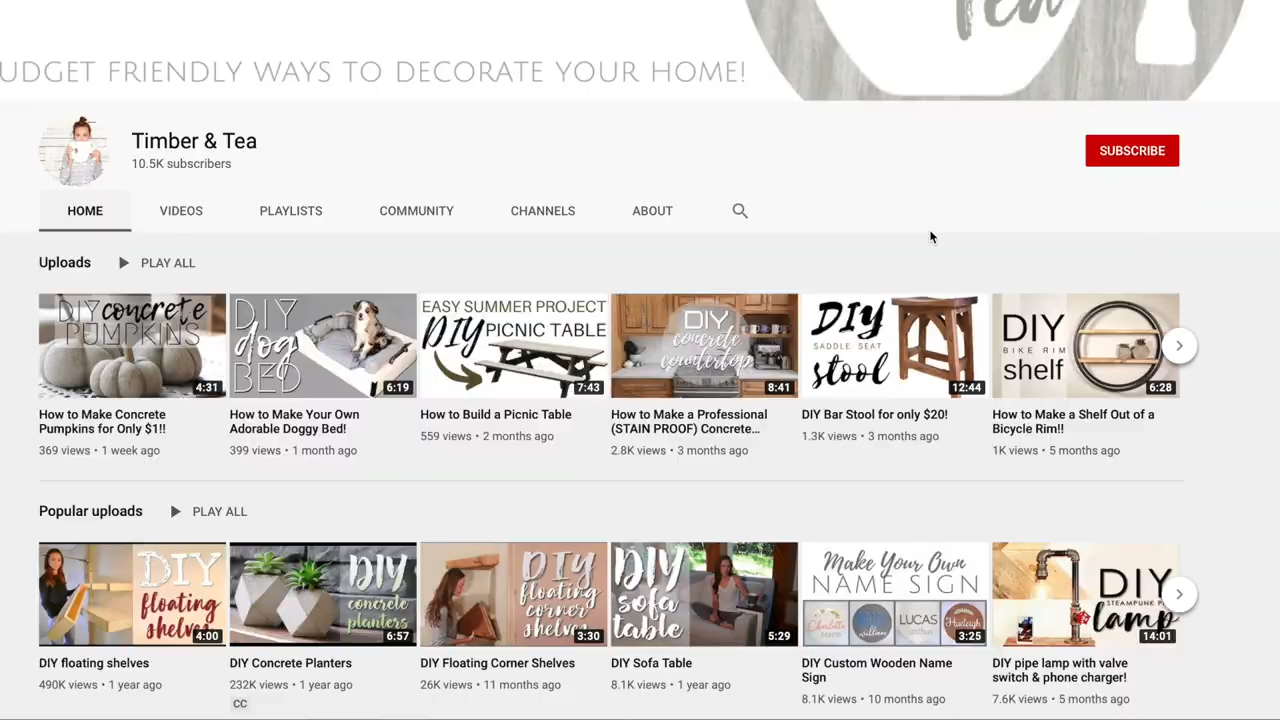 Tea
UDGET FRIENDLY WAYS TO DECORATE YOUR HOME!
Timber & Tea
10.5K subscribers
SUBSCRIBE
HOME VIDEOS PLAYLISTS COMMUNITY CHANNELS ABOUT
Uploads PLAY ALL
DIY concrete
PUMPKINS
4:31
DIY
dog
BED
6:19
EASY SUMMER PROJECT
DIY PICNIC TABLE
7:43
DIY
concrete
countertop
8:41
DIY
SADDLE SEAT
stool
12:44
DIY
BIKE RIM
shelf
6:28
How to Make Concrete
Pumpkins for Only $1!!
369 views • 1 week ago
How to Make Your Own
Adorable Doggy Bed!
399 views • 1 month ago
How to Build a Picnic Table
559 views • 2 months ago
How to Make a Professional
(STAIN PROOF) Concrete…
2.8K views • 3 months ago
DIY Bar Stool for only $20!
1.3K views • 3 months ago
How to Make a Shelf Out of a
Bicycle Rim!!
1K views • 5 months ago
Popular uploads PLAY ALL
DIY
floating
shelves
4:00
DIY
concrete
planters
6:57
DIY
floating
corner
shelves
3:30
DIY
sofa
table
5:29
Make Your Own
NAME SIGN
LUCAS
3:25
DIY
lamp
14:01
DIY floating shelves
490K views • 1 year ago
DIY Concrete Planters
232K views • 1 year ago
CC
DIY Floating Corner Shelves
26K views • 11 months ago
DIY Sofa Table
8.1K views • 1 year ago
DIY Custom Wooden Name
Sign
8.1K views • 10 months ago
DIY pipe lamp with valve
switch & phone charger!
7.6K views • 5 months ago